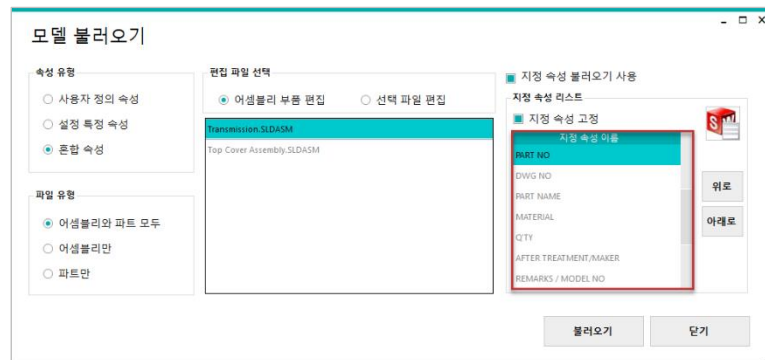 모델 불러오기
속성 유형
사용자 정의 속성
설정 특정 속성
혼합 속성
파일 유형
어셈블리와 파트 모두
어셈블리만
파트만
편집 파일 선택
어셈블리 부품 편집
선택 파일 편집
Transmission.SLDASM
Top Cover Assembly.SLDASM
지정 속성 불러오기 사용
지정 속성 리스트
지정 속성 고정
지정 속성 이름
PART NO
DWG NO
PART NAME
MATERIAL
Q'TY
AFTER TREATMENT/MAKER
REMARKS / MODEL NO
SW
위로
아래로
불러오기
닫기